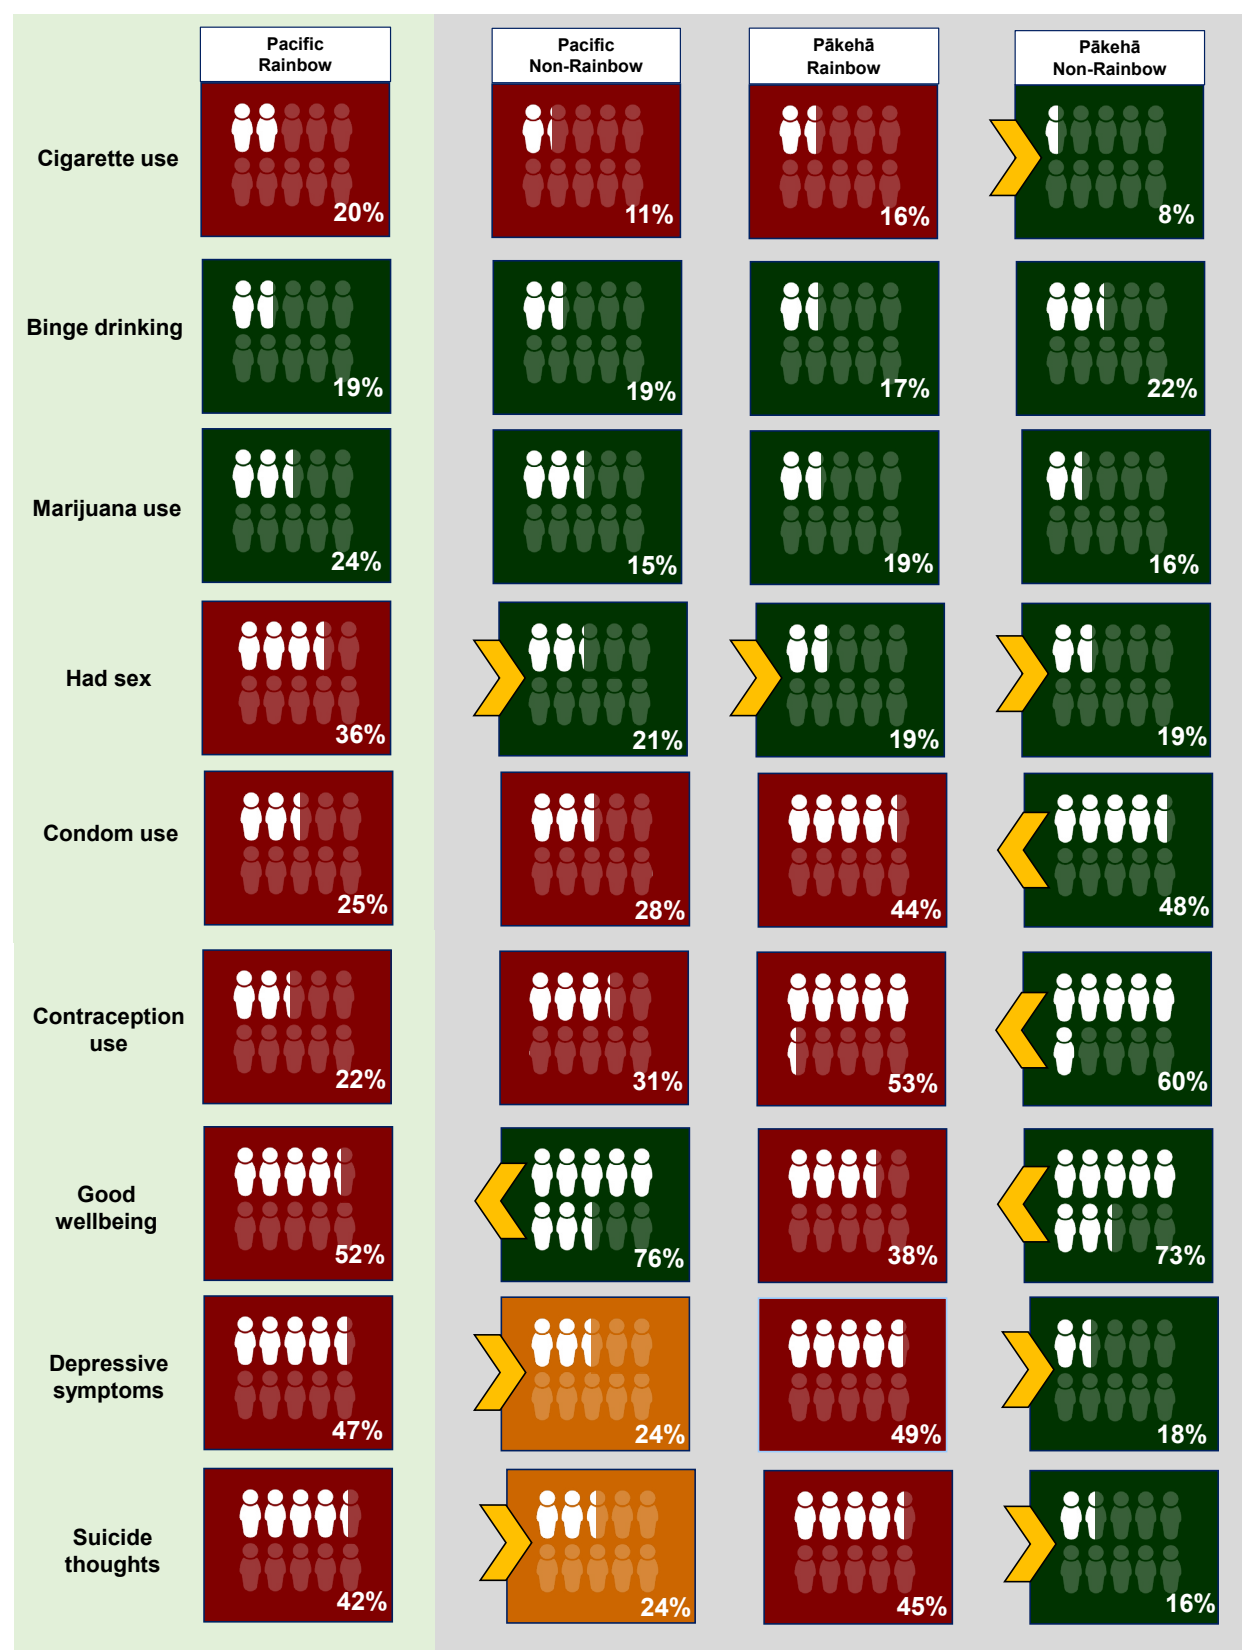 Pacific
Rainbow
Pacific
Non-Rainbow
Pākehā
Rainbow
Pākehā
Non-Rainbow
Cigarette use
20%
11%
16%
8%
Binge drinking
19%
19%
17%
22%
Marijuana use
24%
15%
19%
16%
Had sex
36%
21%
19%
19%
Condom use
25%
28%
44%
48%
Contraception
use
22%
31%
53%
60%
Good
wellbeing
52%
76%
38%
73%
Depressive
symptoms
47%
24%
49%
18%
Suicide
thoughts
42%
24%
45%
16%